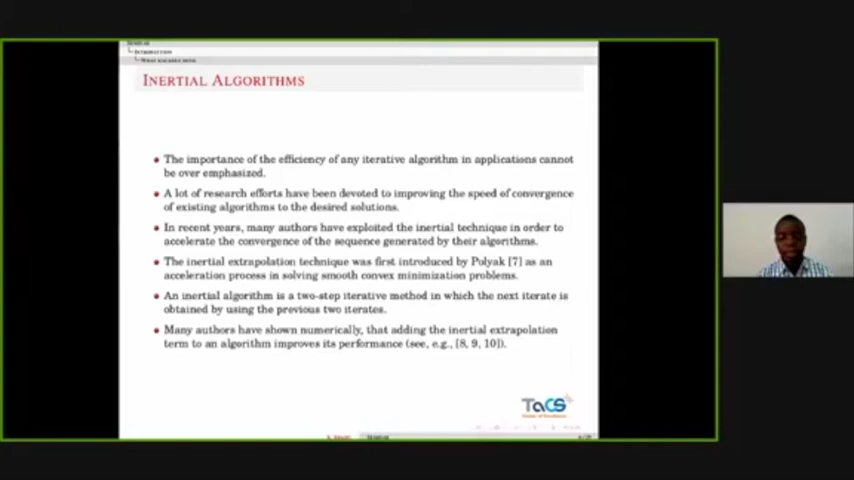 SEMINAR
INTRODUCTION
INERTIAL ALGORITHMS
The importance of the efficiency of any iterative algorithm in applications cannot
be over emphasized.
A lot of research efforts have been devoted to improving the speed of convergence
of existing algorithms to the desired solutions.
In recent years, many authors have exploited the inertial technique in order to
accelerate the convergence of the sequence generated by their algorithms.
The inertial extrapolation technique was first introduced by Polyak [7] as an
acceleration process in solving smooth convex minimization problems.
An inertial algorithm is a two-step iterative method in which the next iterate is
obtained by using the previous two iterates.
Many authors have shown numerically, that adding the inertial extrapolation
term to an algorithm improves its performance (see, e.g., [8, 9, 10]).
TaCS
SEMINAR